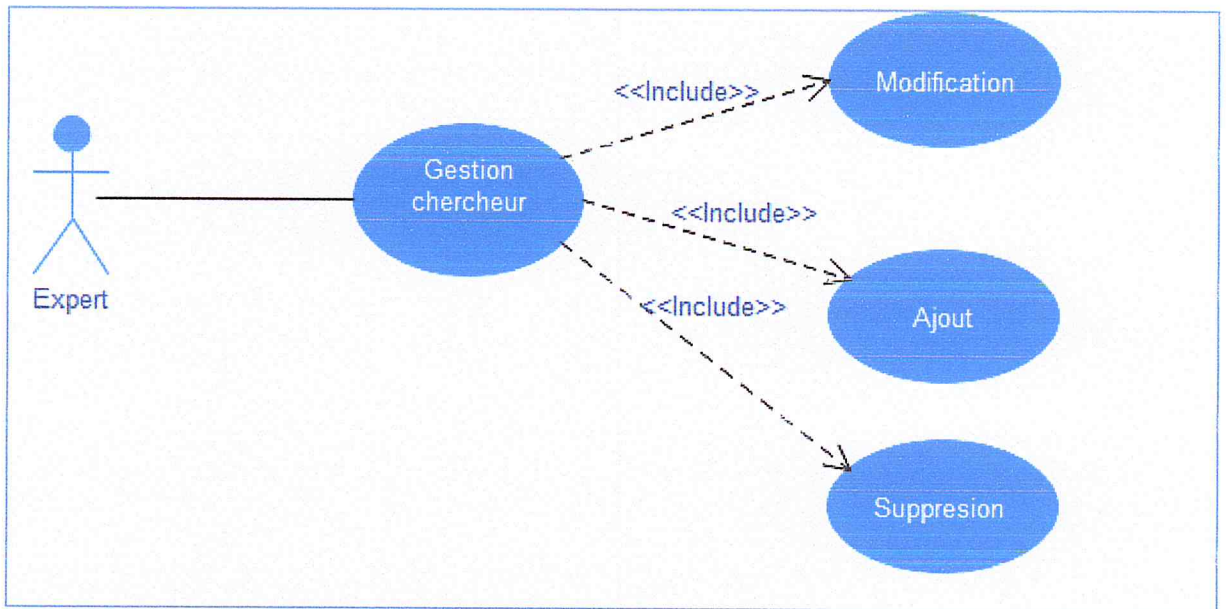 Modification
<<Include>>
Gestion
chercheur
<<Include>>
Expert
<<Include>>
Ajout
Suppresion